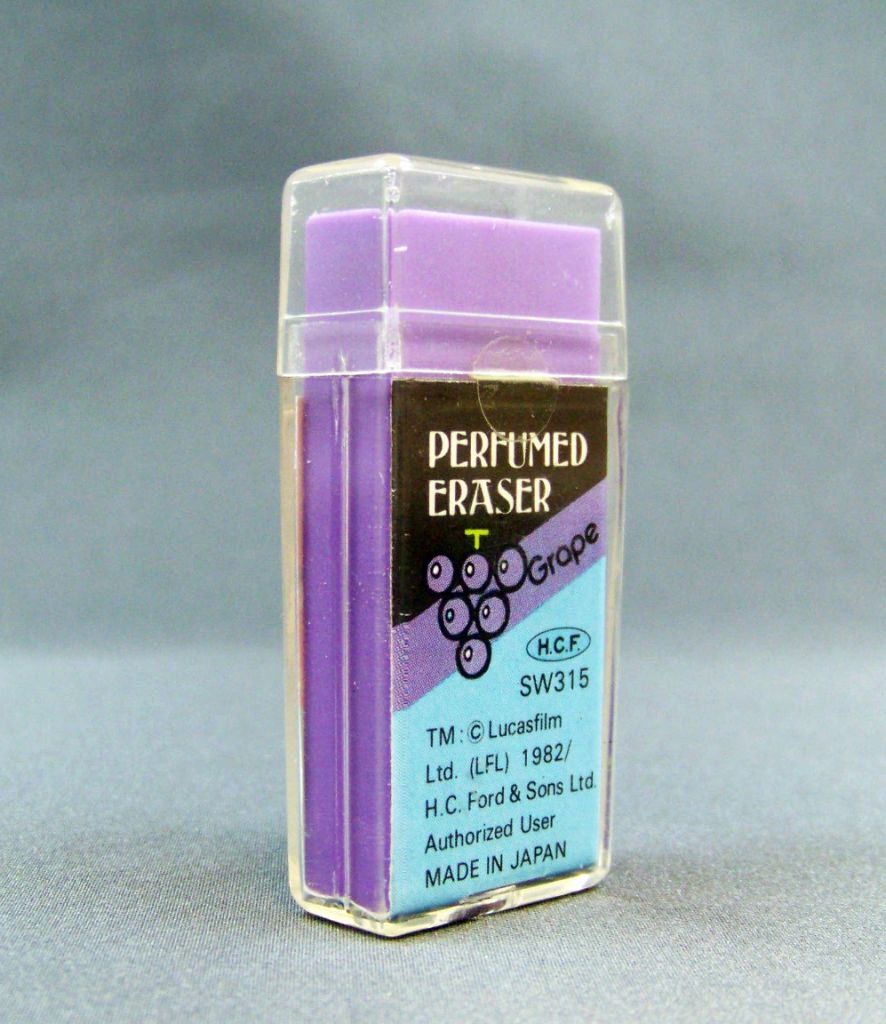 PERFUMED
ERASER
Grape
H.C.F.
SW315
TM: © Lucasfilm
Ltd. (LFL) 1982/
H.C. Ford & Sons Ltd.
Authorized User
MADE IN JAPAN